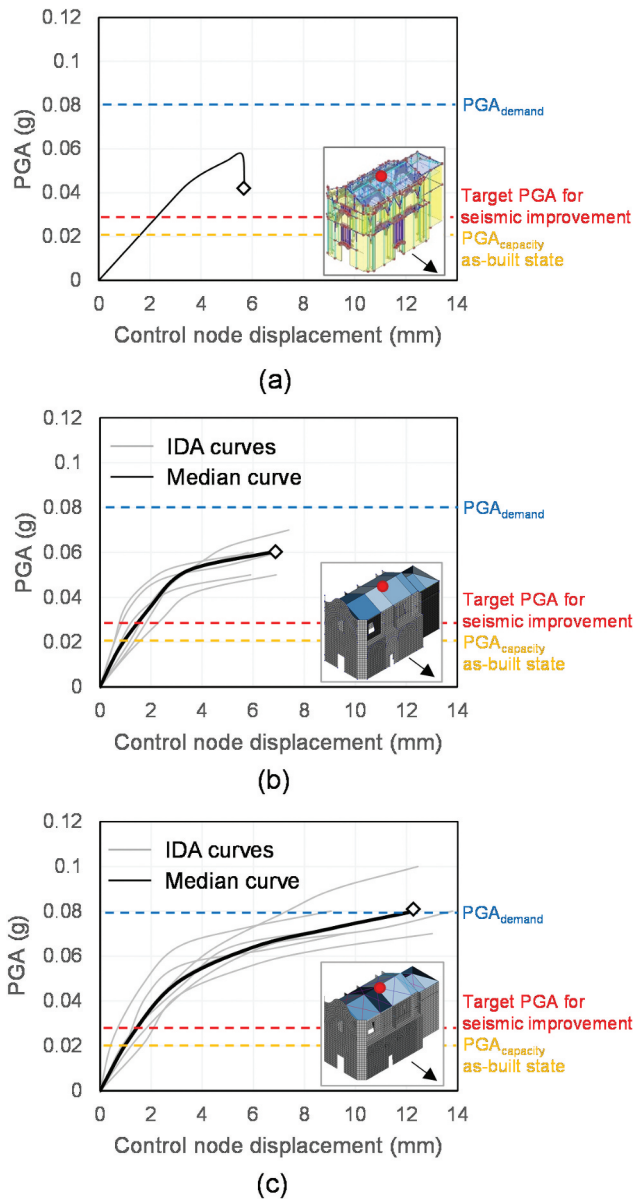 0.12
0.1
0.08
0.06
0.04
0.02
0
PGA (g)
PGAdemand
Target PGA for
seismic improvement
PGAcapacity
as-built state
0 2 4 6 8 10 12 14
Control node displacement (mm)
(a)
0.12
0.1
0.08
0.06
0.04
0.02
0
PGA (g)
IDA curves
Median curve
PGAdemand
Target PGA for
seismic improvement
PGAcapacity
as-built state
0 2 4 6 8 10 12 14
Control node displacement (mm)
(b)
0.12
0.1
0.08
0.06
0.04
0.02
0
PGA (g)
IDA curves
Median curve
PGAdemand
Target PGA for
seismic improvement
PGAcapacity
as-built state
0 2 4 6 8 10 12 14
Control node displacement (mm)
(c)